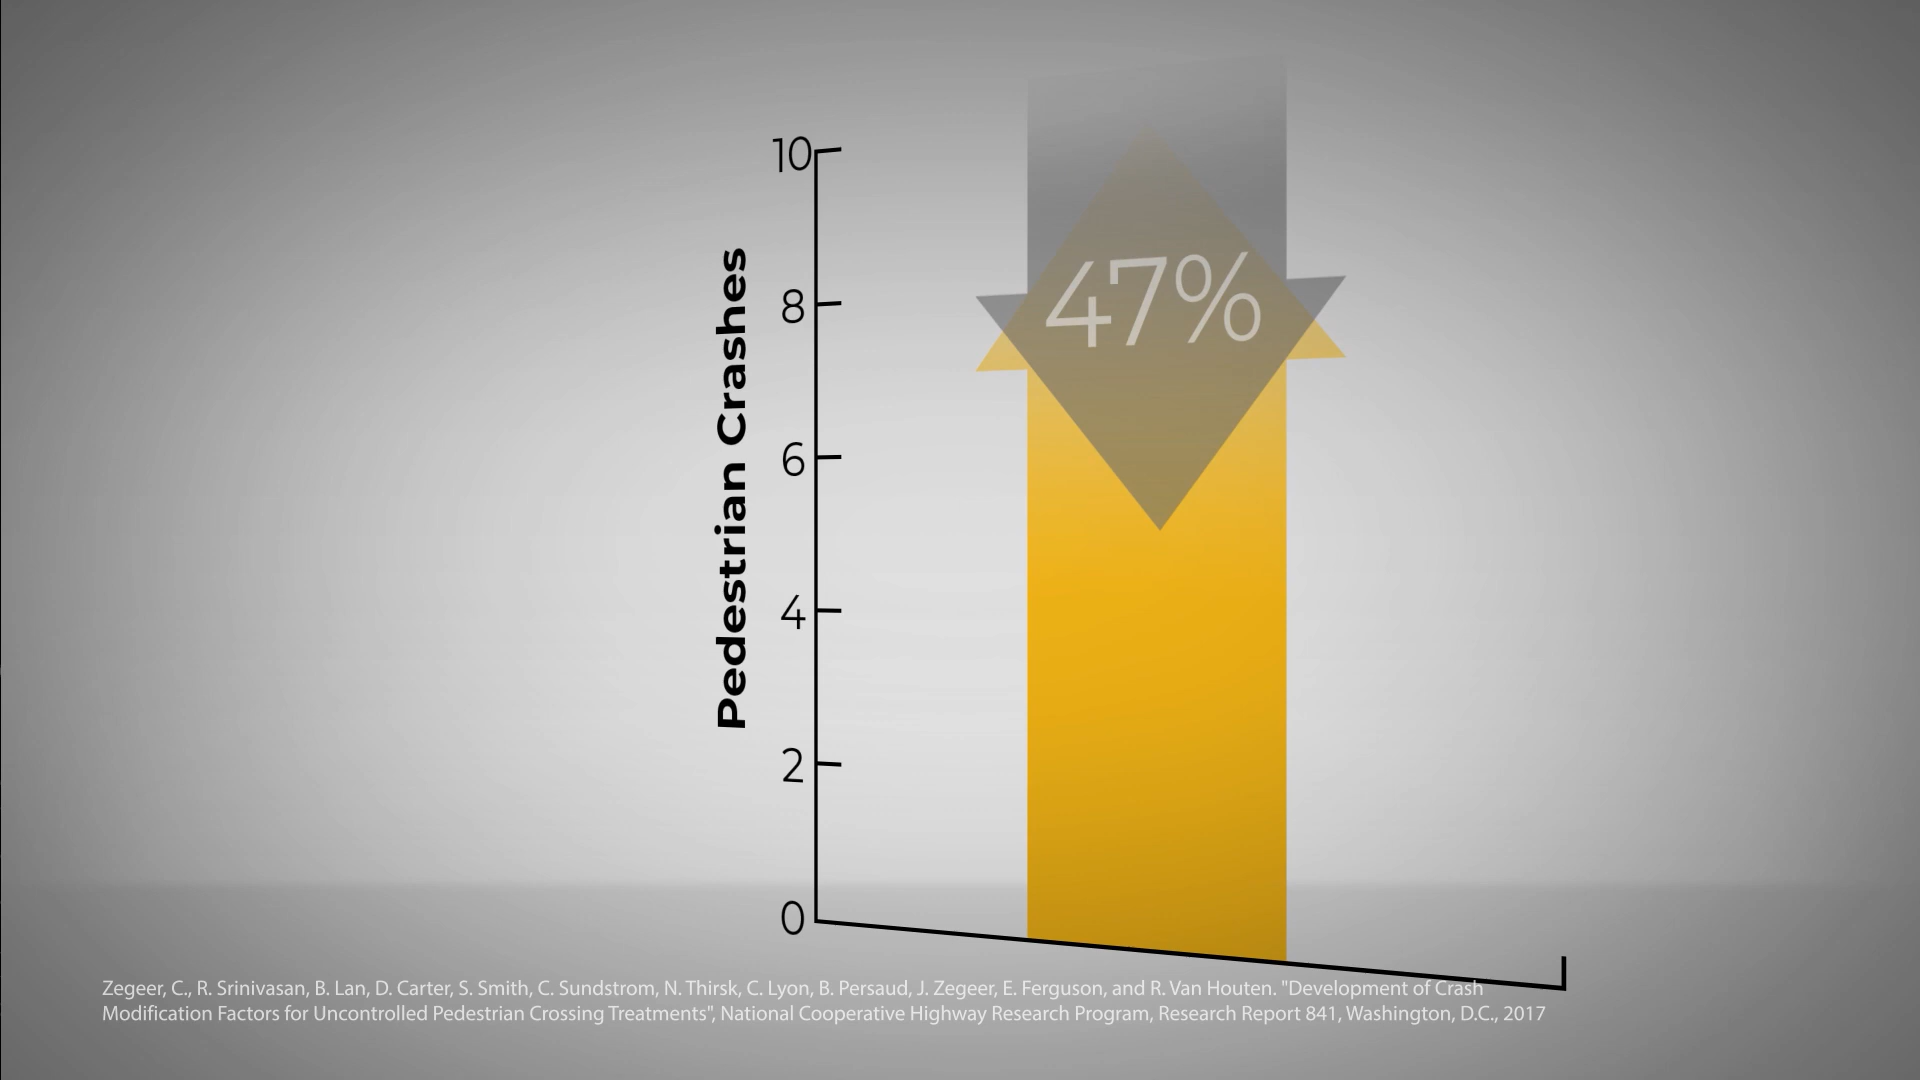 10
8
6
4
2
0
Pedestrian Crashes
47%
Zegeer, C., R. Srinivasan, B. Lan, D. Carter, S. Smith, C. Sundstrom, N. Thirsk, C. Lyon, B. Persaud, J. Zegeer, E. Ferguson, and R. Van Houten. "Development of Crash
Modification Factors for Uncontrolled Pedestrian Crossing Treatments", National Cooperative Highway Research Program, Research Report 841, Washington, D.C., 2017